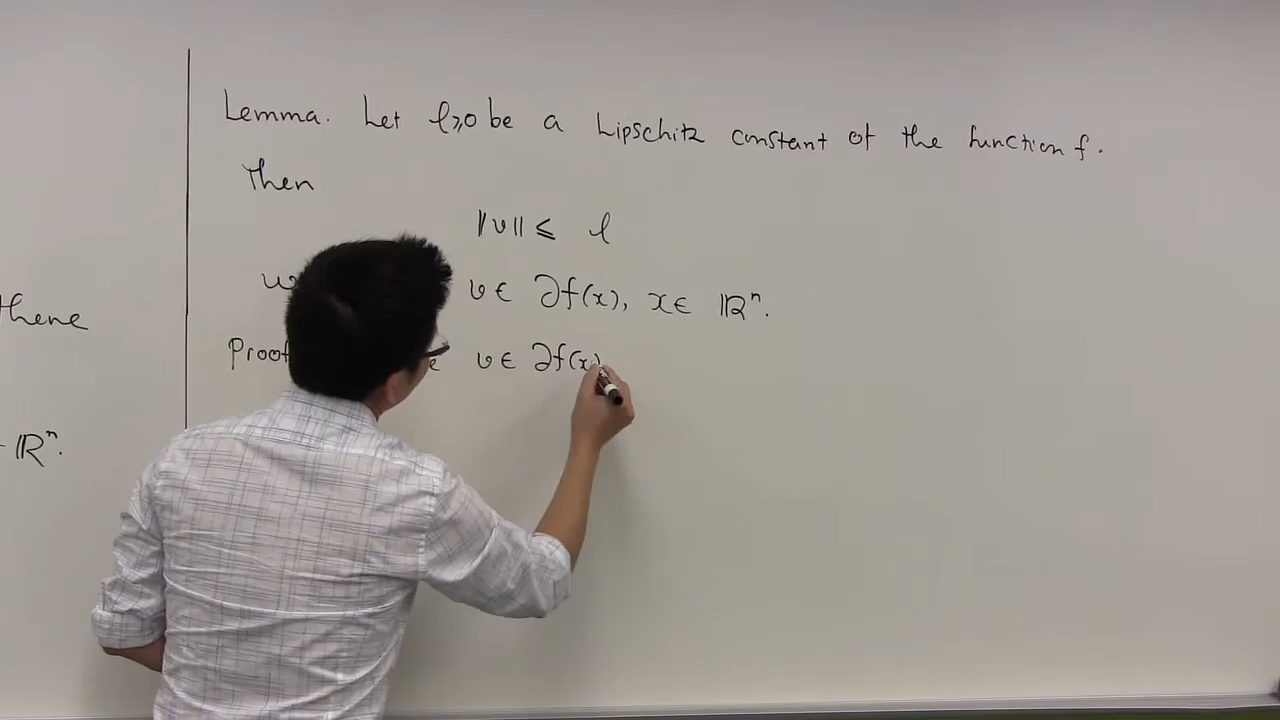 Lemma. Let ℓ⩾0 be a Lipschitz constant of the function f.
Then
‖v‖ ⩽ ℓ
v ∈ ∂f(x), x ∈ ℝⁿ.
Proof v ∈ ∂f(x)
there
ℝⁿ.